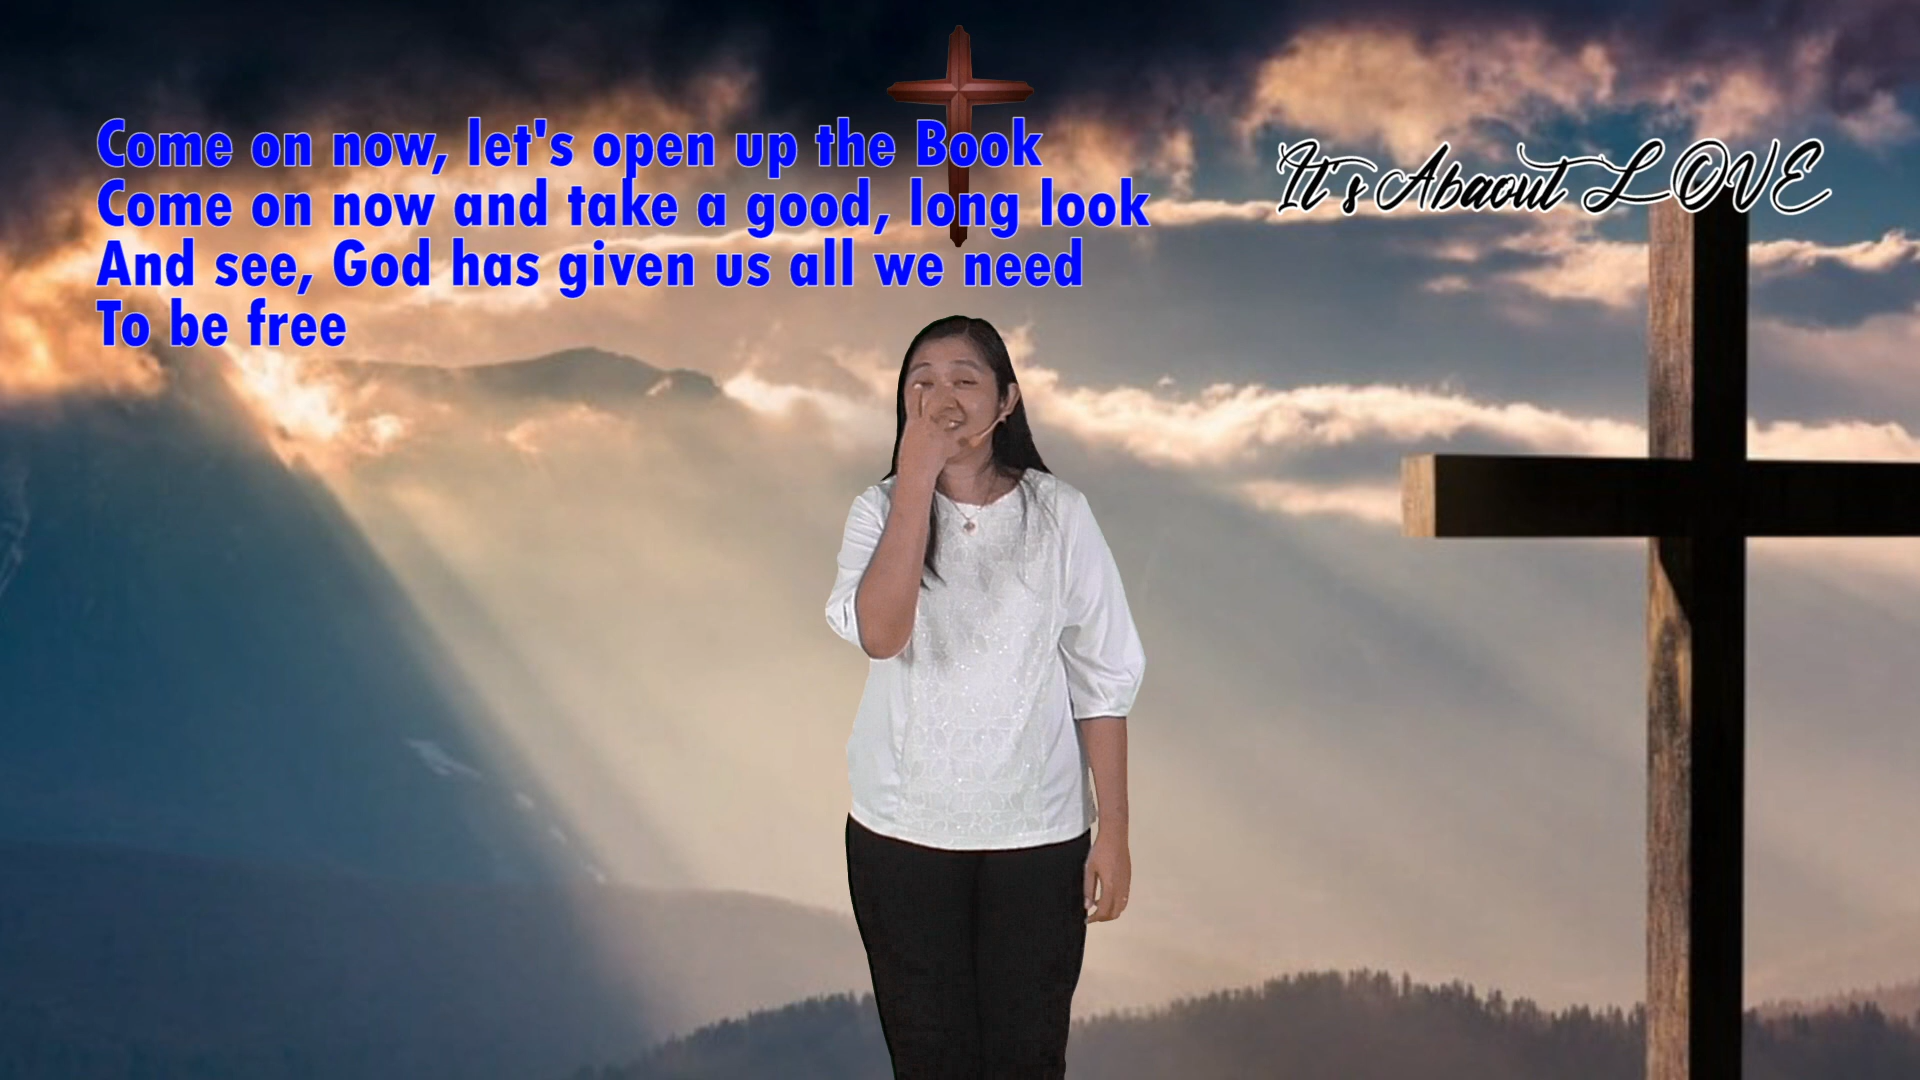 Come on now, let's open up the Book
Come on now and take a good, long look
And see, God has given us all we need
To be free
It's Abaout LOVE